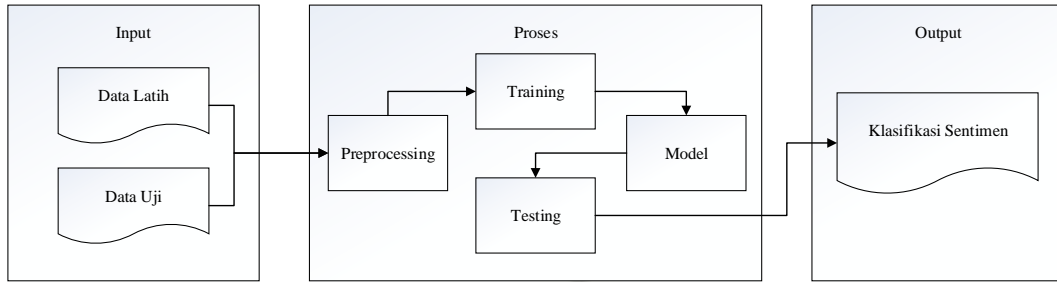 Input
Data Latih
Data Uji
Proses
Preprocessing
Training
Model
Testing
Output
Klasifikasi Sentimen